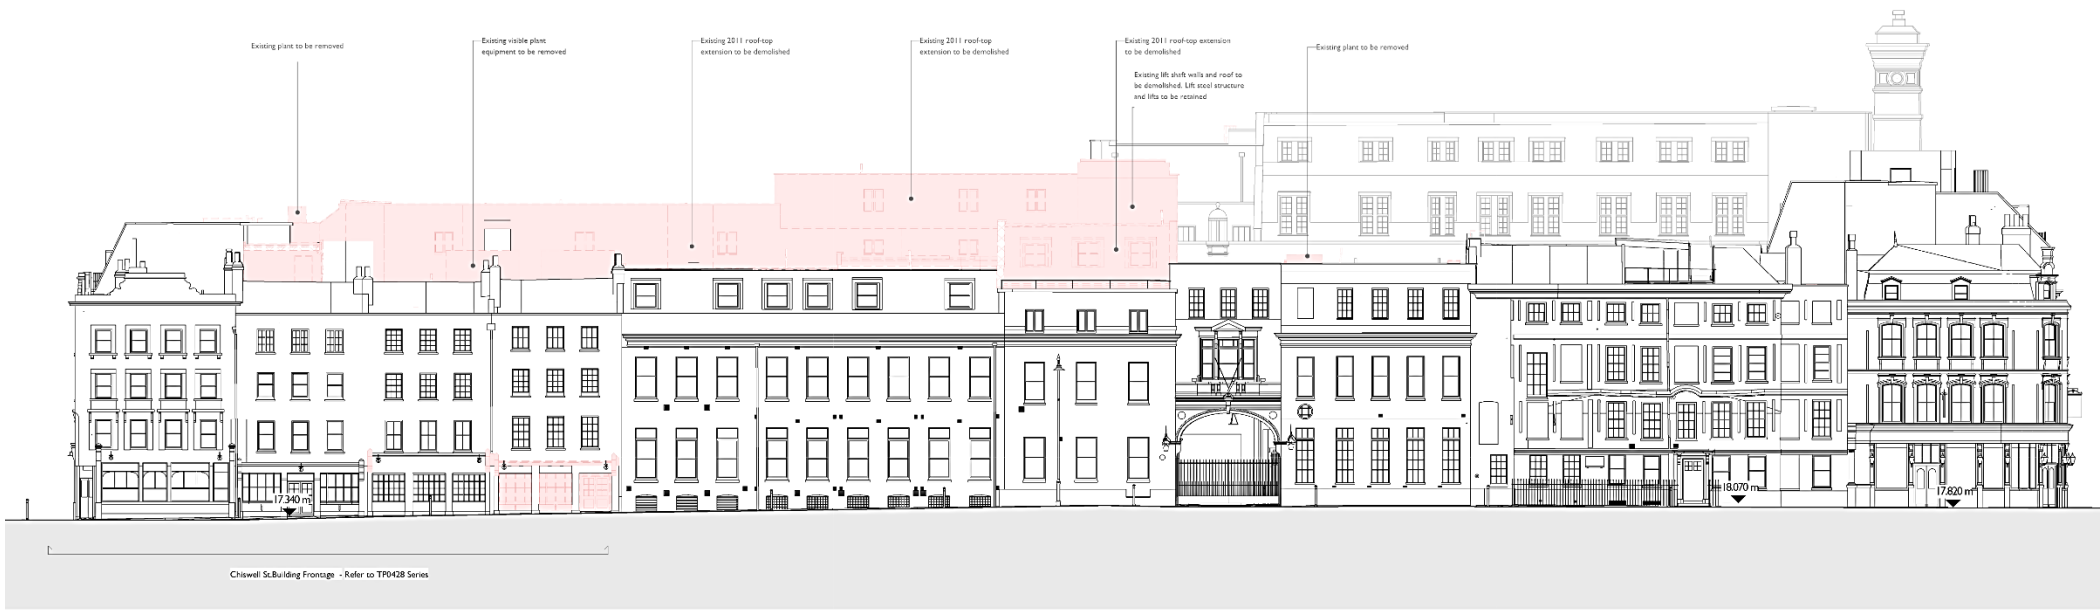 Existing plant to be removed
Existing visible plant
equipment to be removed
Existing 2011 roof-top
extension to be demolished
Existing 2011 roof-top
extension to be demolished
Existing 2011 roof-top extension
to be demolished
Existing lift shaft walls and roof to
be demolished. Lift steel structure
and lifts to be retained
Existing plant to be removed
17.340 m
18.070 m
17.820 m
Chiswell St.Building Frontage - Refer to TP0428 Series